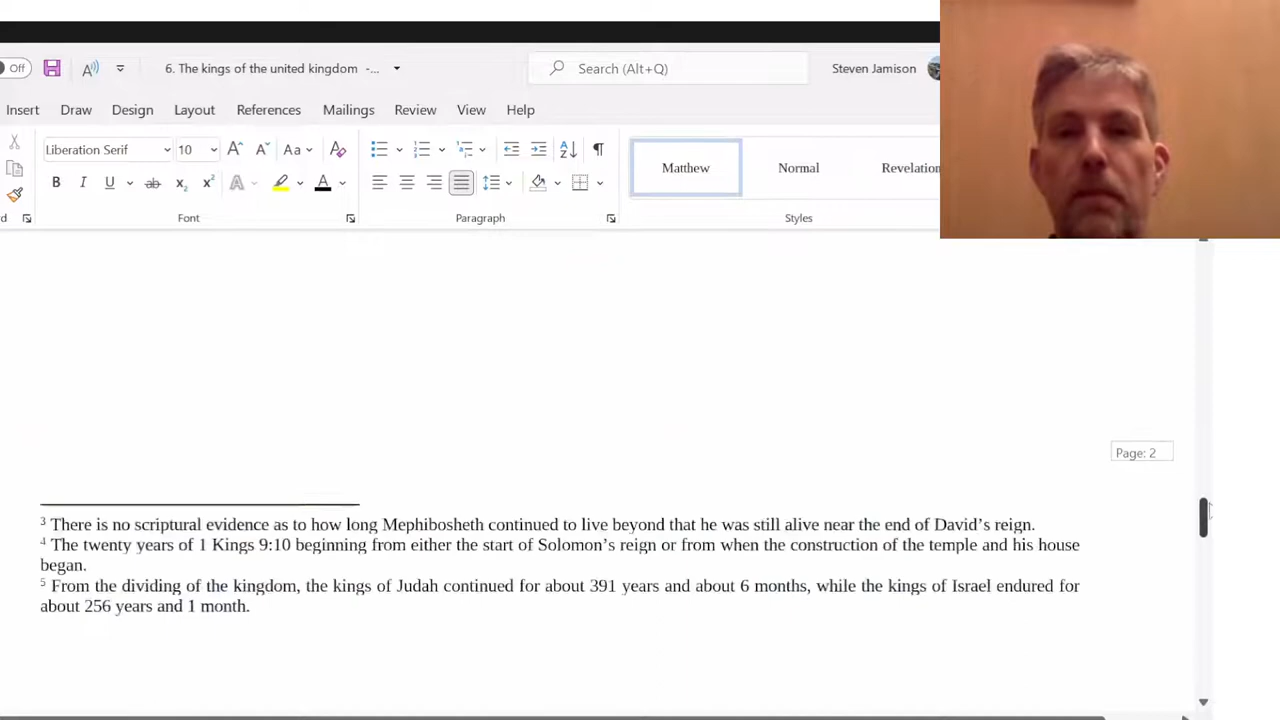 Off 6. The kings of the united kingdom -... Search (Alt+Q) Steven Jamison
Insert Draw Design Layout References Mailings Review View Help
Liberation Serif 10 Aa Matthew Normal Revelation
B I U ab x₂ x² A A
d Font Paragraph Styles
Page: 2
³ There is no scriptural evidence as to how long Mephibosheth continued to live beyond that he was still alive near the end of David’s reign.
⁴ The twenty years of 1 Kings 9:10 beginning from either the start of Solomon’s reign or from when the construction of the temple and his house
began.
⁵ From the dividing of the kingdom, the kings of Judah continued for about 391 years and about 6 months, while the kings of Israel endured for
about 256 years and 1 month.